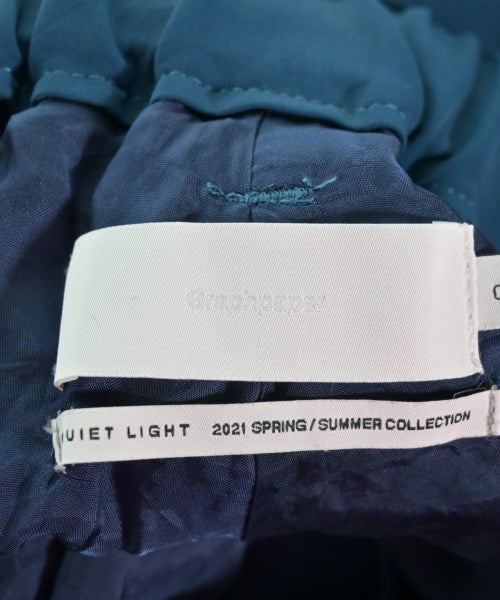 Graphpaper
UIET LIGHT 2021 SPRING/SUMMER COLLECTION